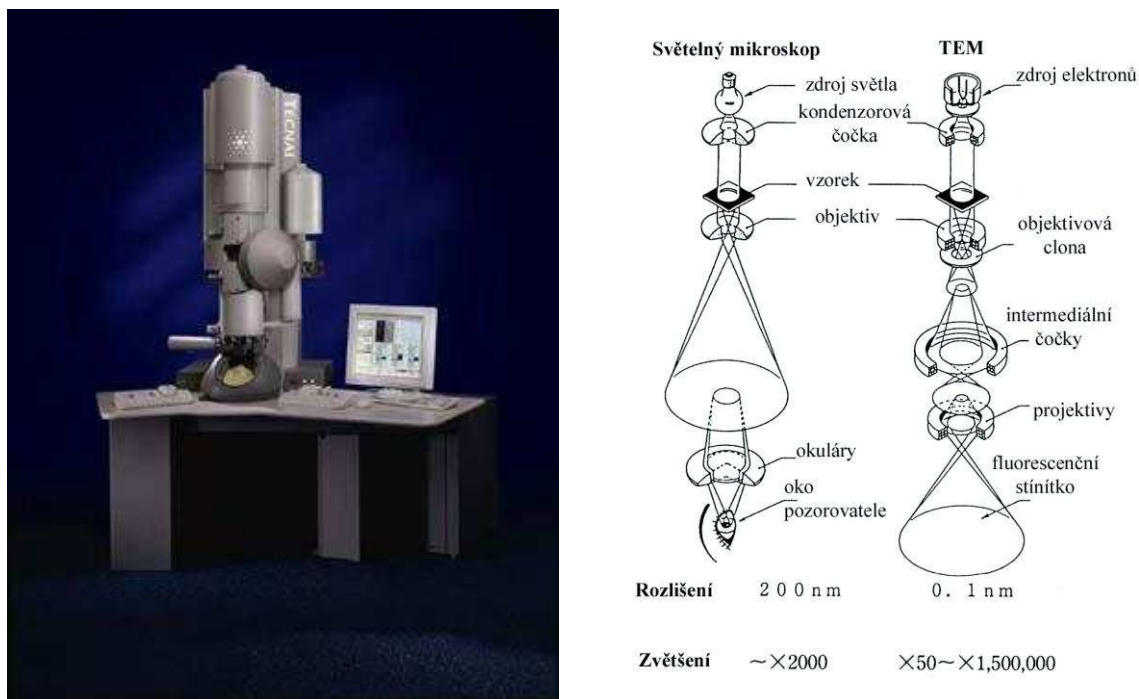 TECNAI
Světelný mikroskop
TEM
zdroj světla
zdroj elektronů
kondenzorová
čočka
vzorek
objektiv
objektivová
clona
intermediální
čočky
projektivy
okuláry
fluorescenční
stínítko
oko
pozorovatele
Rozlišení 200nm 0.1nm
Zvětšení ~×2000 ×50~×1,500,000